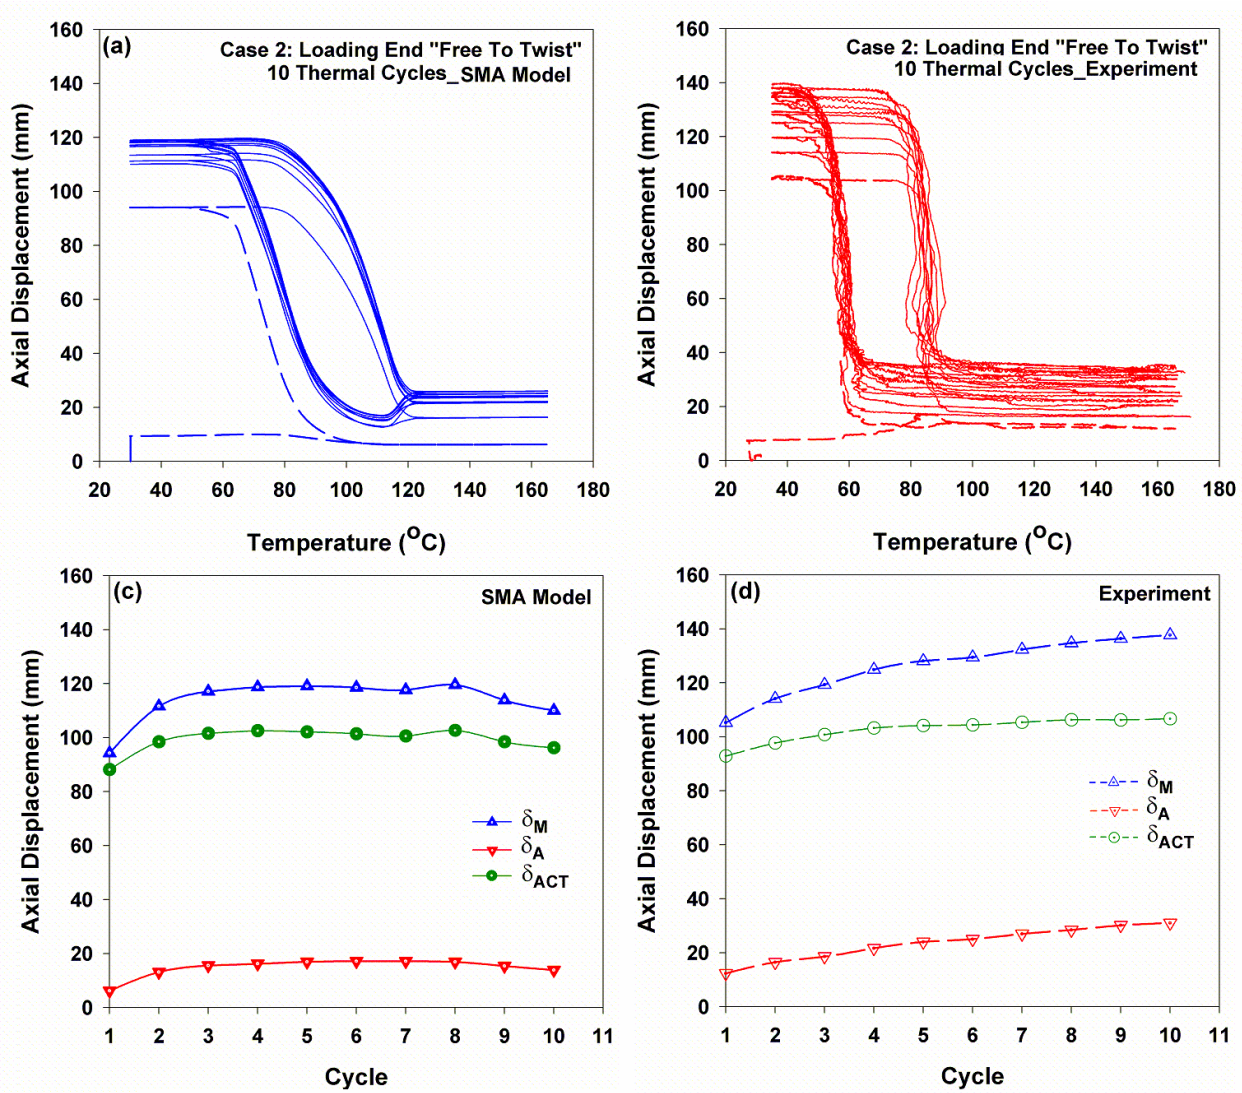 (a)
Case 2: Loading End "Free To Twist"
10 Thermal Cycles_SMA Model
160
140
120
100
80
60
40
20
0
Axial Displacement (mm)
20 40 60 80 100 120 140 160 180
Temperature (OC)
Case 2: Loading End "Free To Twist"
10 Thermal Cycles_Experiment
160
140
120
100
80
60
40
20
0
Axial Displacement (mm)
20 40 60 80 100 120 140 160 180
Temperature (OC)
(c)
SMA Model
160
140
120
100
80
60
40
20
0
Axial Displacement (mm)
δM
δA
δACT
1 2 3 4 5 6 7 8 9 10 11
Cycle
(d)
Experiment
160
140
120
100
80
60
40
20
0
Axial Displacement (mm)
δM
δA
δACT
1 2 3 4 5 6 7 8 9 10 11
Cycle